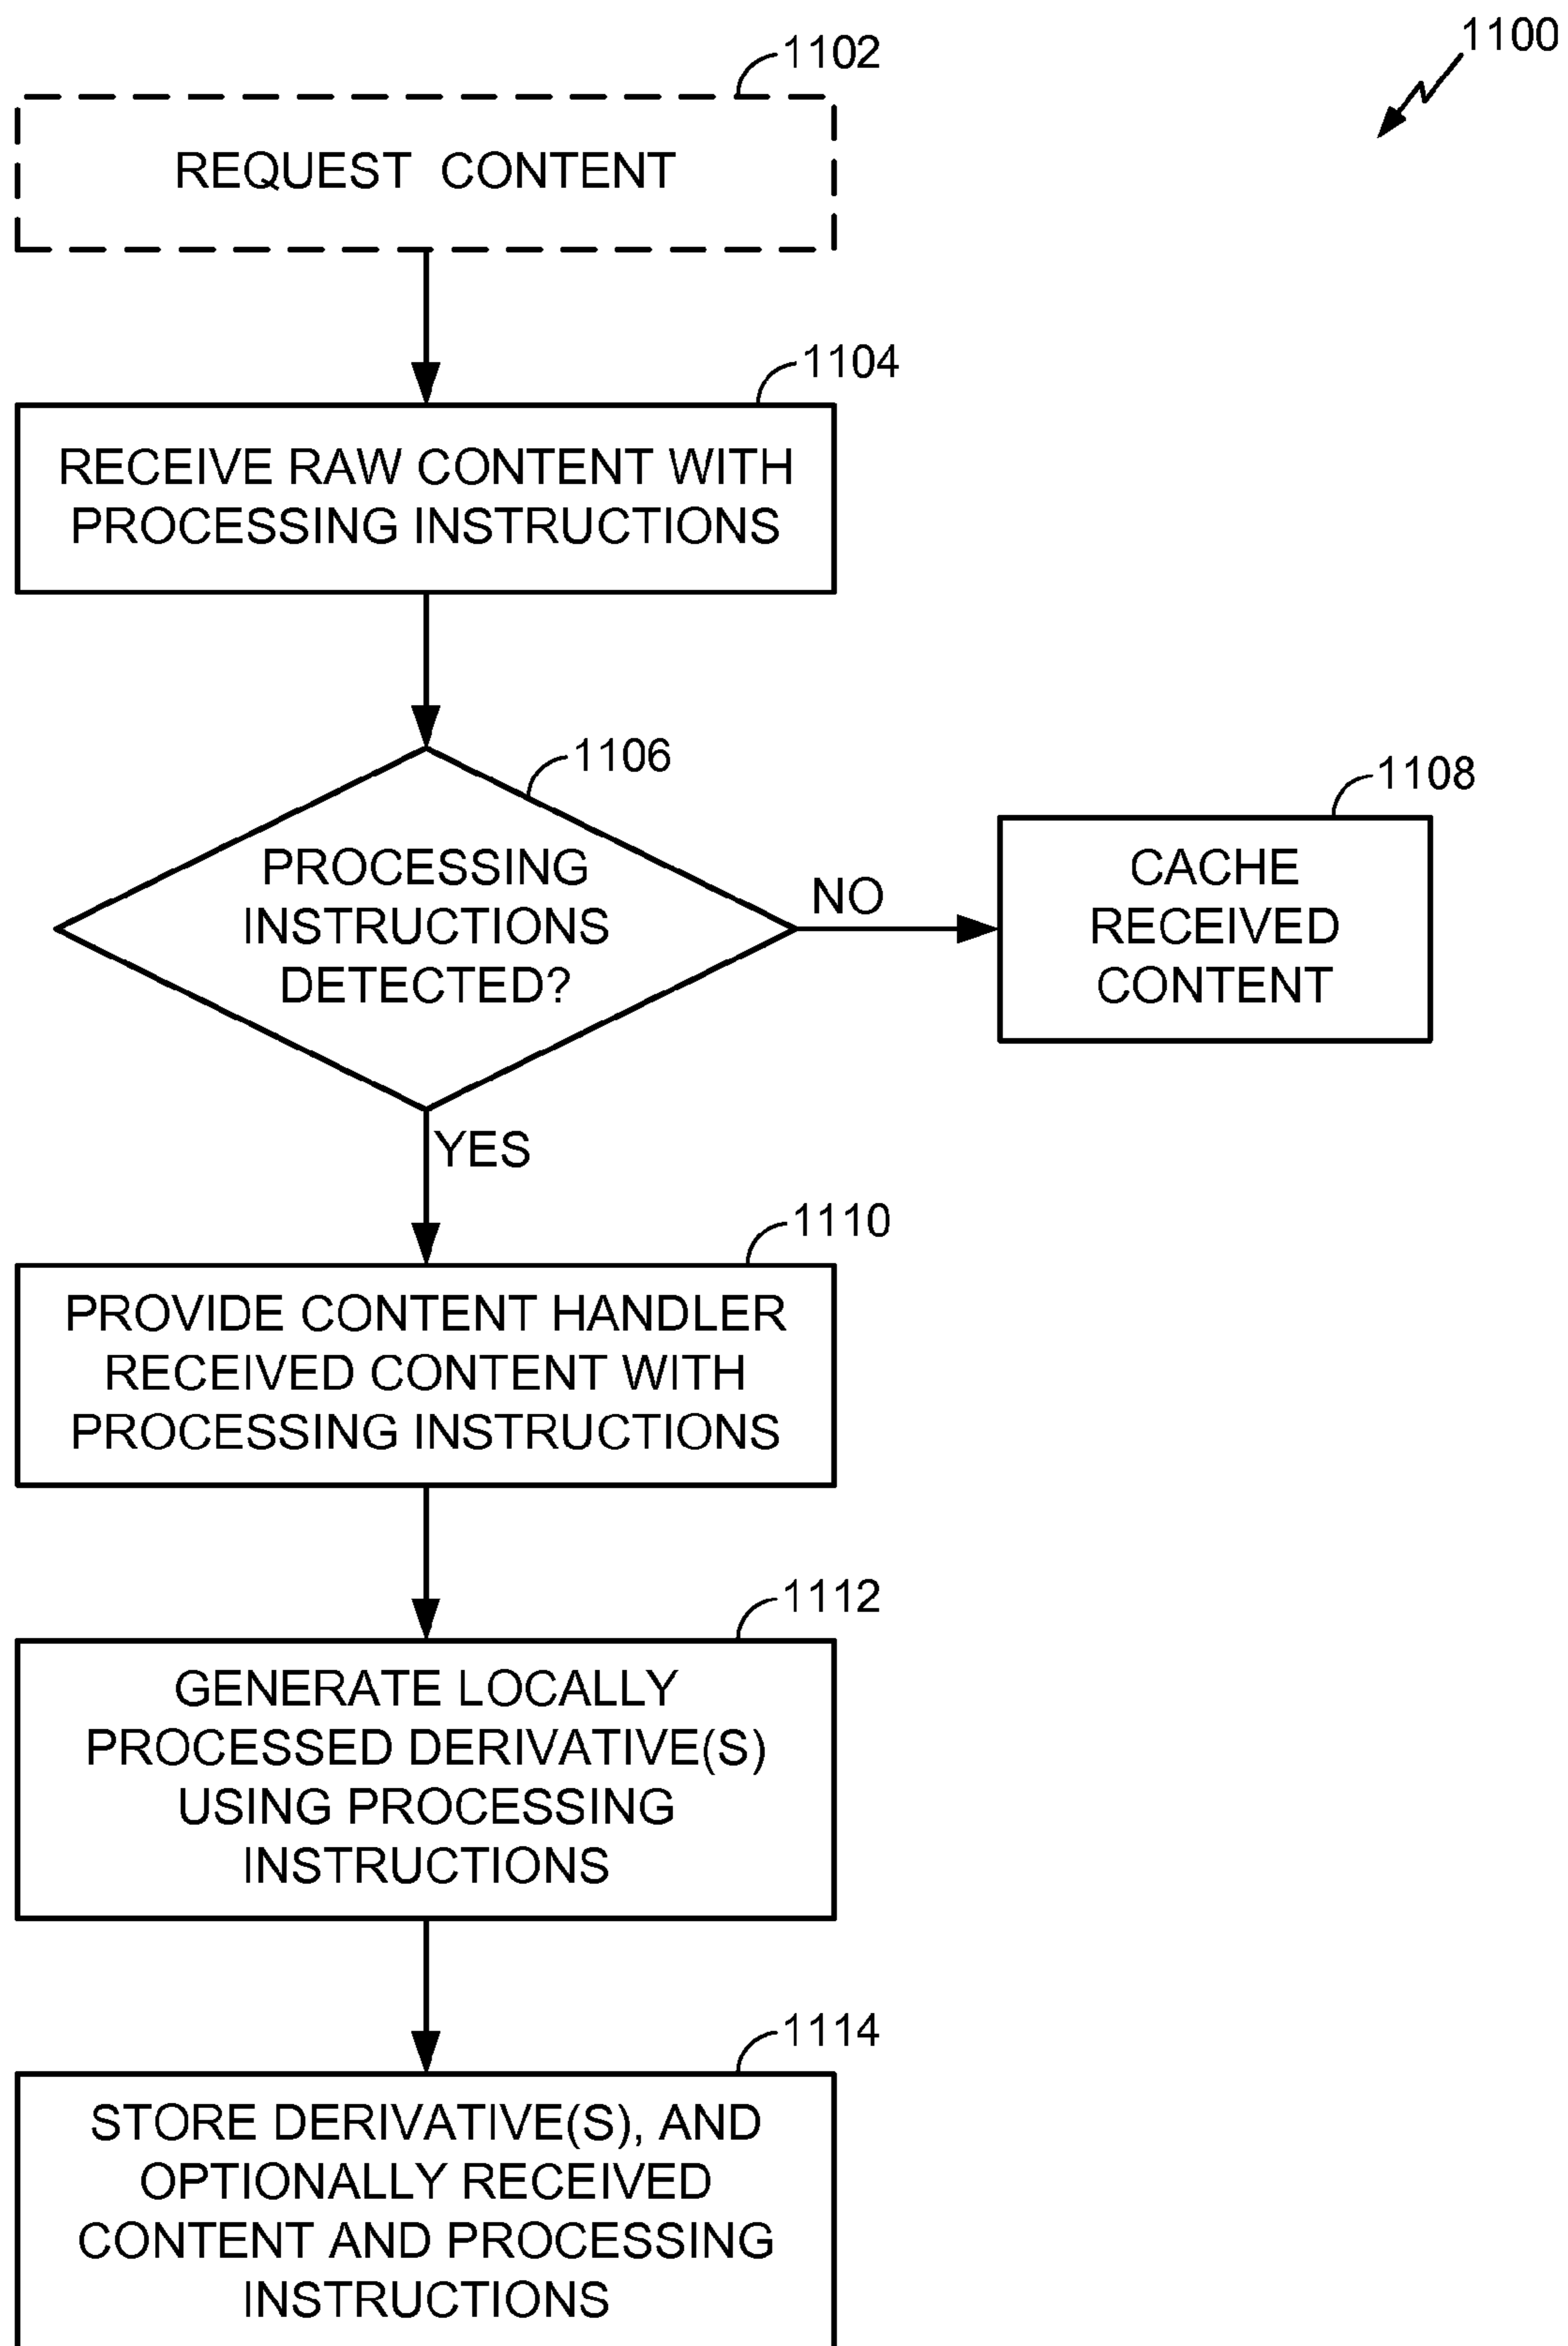 1100
1102
REQUEST CONTENT
1104
RECEIVE RAW CONTENT WITH
PROCESSING INSTRUCTIONS
1106
PROCESSING
INSTRUCTIONS
DETECTED?
NO
1108
CACHE
RECEIVED
CONTENT
YES
1110
PROVIDE CONTENT HANDLER
RECEIVED CONTENT WITH
PROCESSING INSTRUCTIONS
1112
GENERATE LOCALLY
PROCESSED DERIVATIVE(S)
USING PROCESSING
INSTRUCTIONS
1114
STORE DERIVATIVE(S), AND
OPTIONALLY RECEIVED
CONTENT AND PROCESSING
INSTRUCTIONS